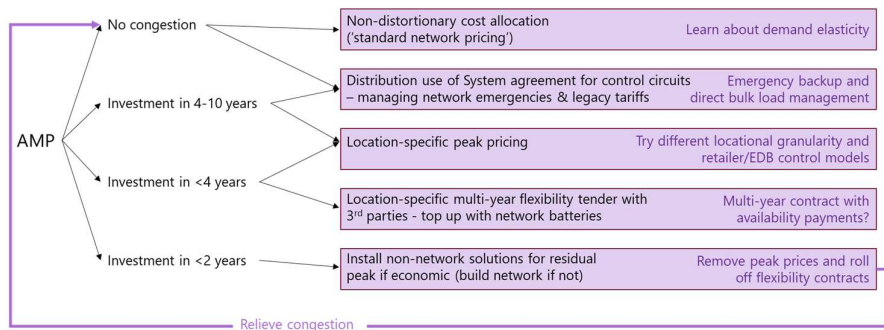 AMP
No congestion
Investment in 4-10 years
Investment in <4 years
Investment in <2 years
Non-distortionary cost allocation
('standard network pricing')
Learn about demand elasticity
Distribution use of System agreement for control circuits
– managing network emergencies & legacy tariffs
Emergency backup and
direct bulk load management
Location-specific peak pricing
Try different locational granularity and
retailer/EDB control models
Location-specific multi-year flexibility tender with
3rd parties - top up with network batteries
Multi-year contract with
availability payments?
Install non-network solutions for residual
peak if economic (build network if not)
Remove peak prices and roll
off flexibility contracts
Relieve congestion